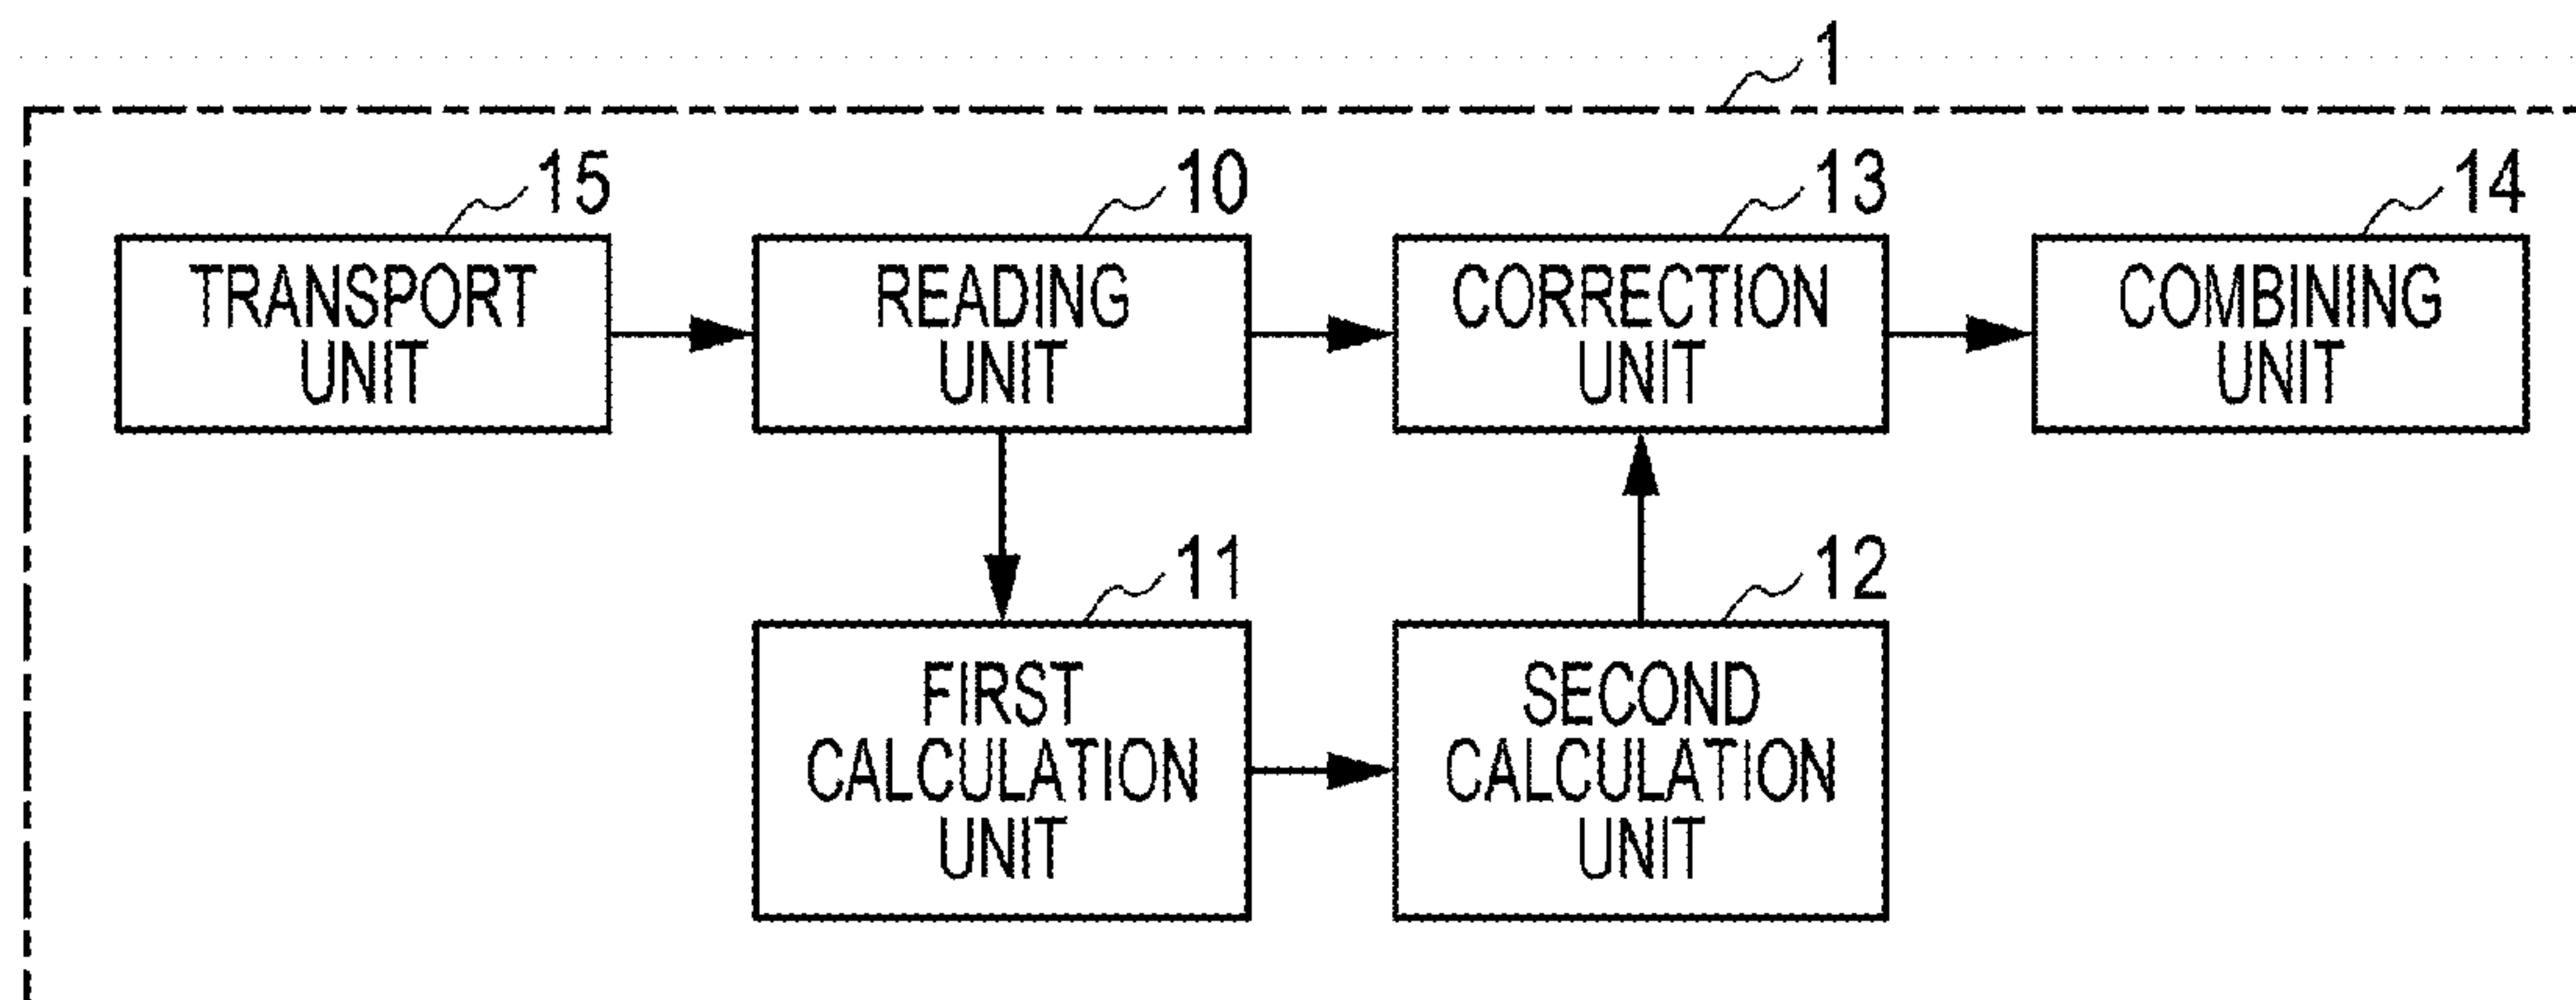 1
15
TRANSPORT
UNIT
10
READING
UNIT
13
CORRECTION
UNIT
14
COMBINING
UNIT
11
FIRST
CALCULATION
UNIT
12
SECOND
CALCULATION
UNIT